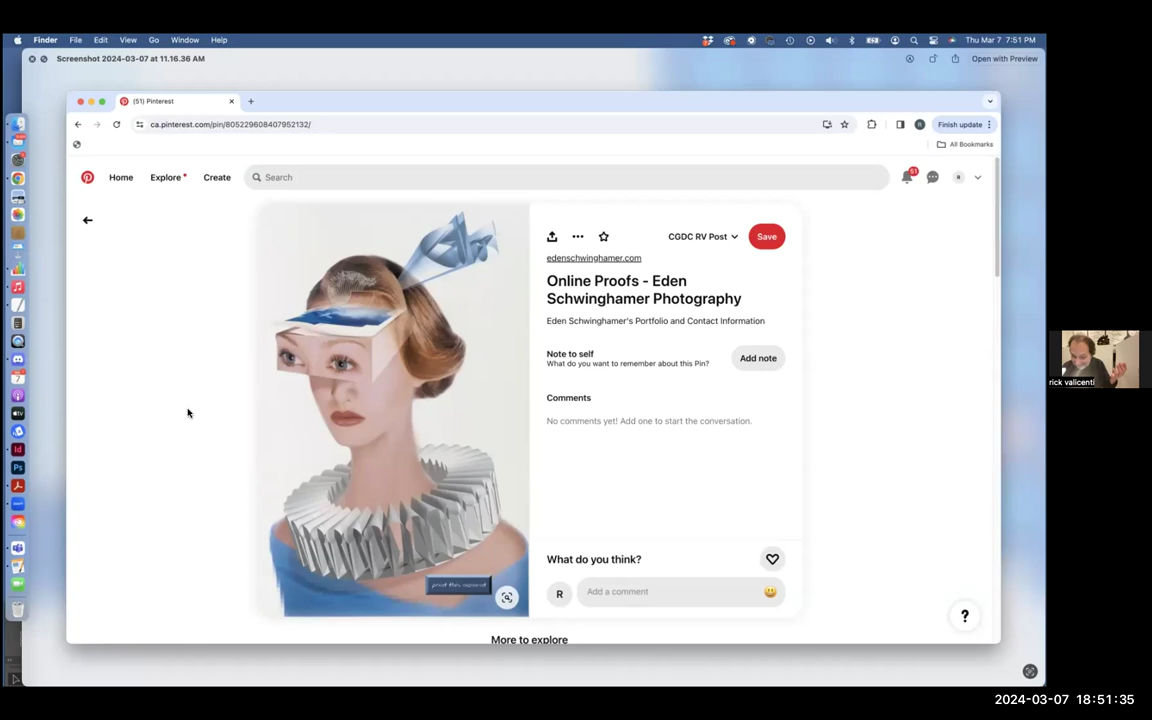 Finder File Edit View Go Window Help
Thu Mar 7 7:51 PM
Screenshot 2024-03-07 at 11.16.36 AM
Open with Preview
(51) Pinterest
ca.pinterest.com/pin/805229608407952132/
Finish update
All Bookmarks
Home Explore Create Search
51
R
CGDC RV Post Save
edenschwinghamer.com
Online Proofs - Eden
Schwinghamer Photography
Eden Schwinghamer's Portfolio and Contact Information
Note to self
What do you want to remember about this Pin?
Add note
Comments
No comments yet! Add one to start the conversation.
What do you think?
R Add a comment
?
More to explore
rick valicenti
2024-03-07 18:51:35